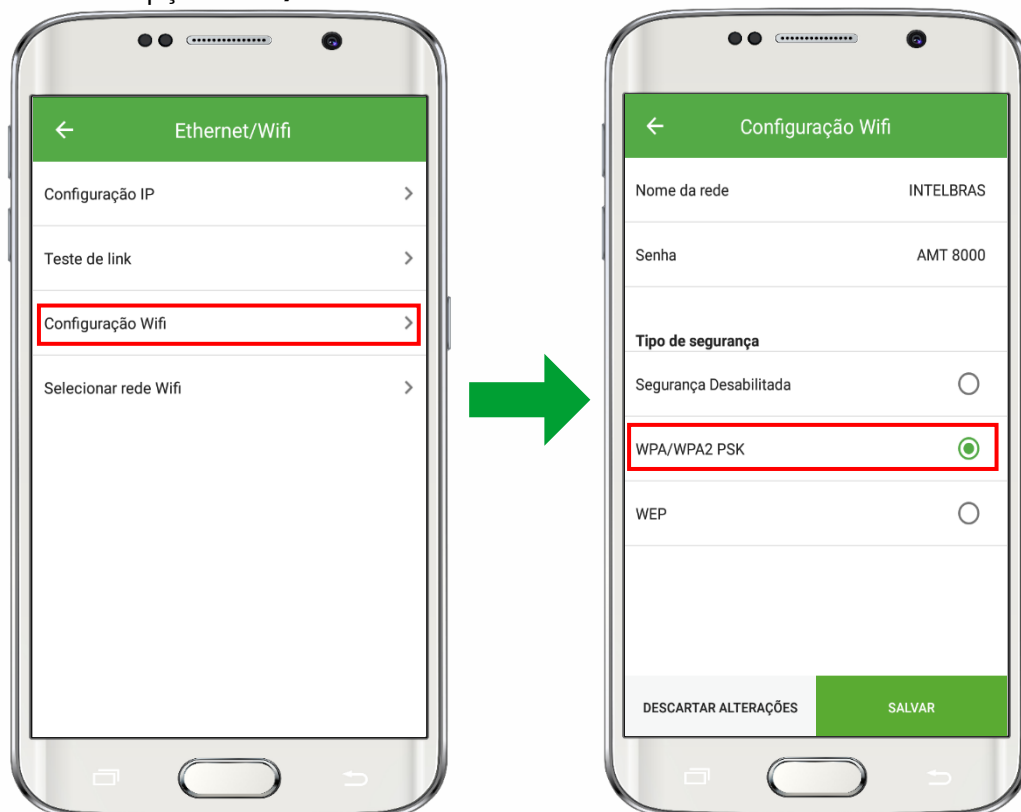 Ethernet/Wifi
Configuração IP
Teste de link
Configuração Wifi
Selecionar rede Wifi
Configuração Wifi
Nome da rede INTELBRAS
Senha AMT 8000
Tipo de segurança
Segurança Desabilitada
WPA/WPA2 PSK
WEP
DESCARTAR ALTERAÇÕES SALVAR